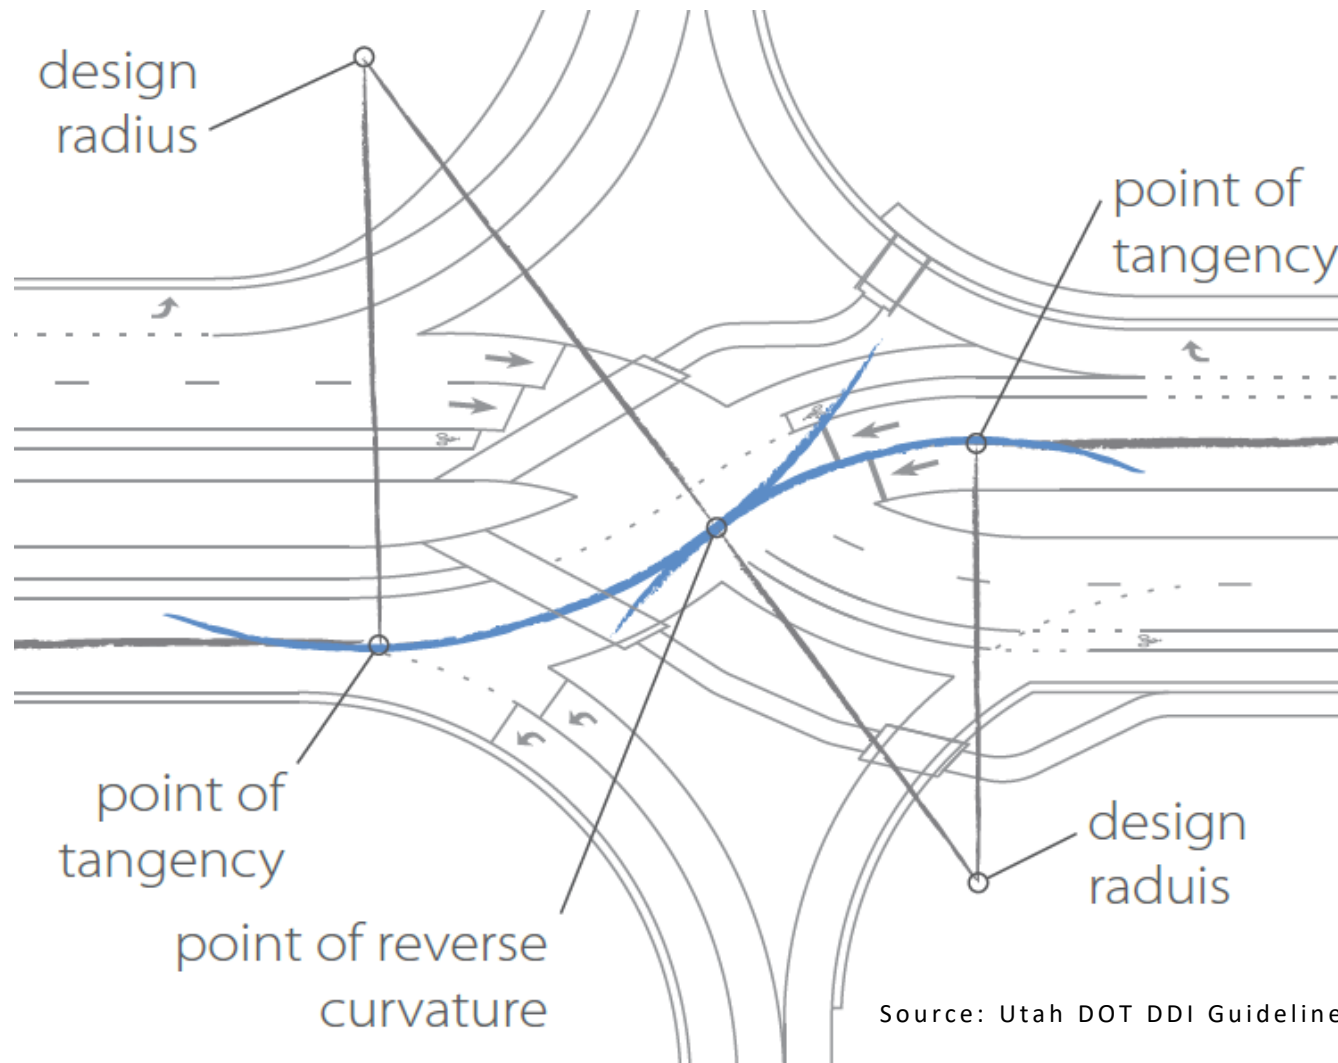 design
radius
point of
tangency
point of
tangency
design
raduis
point of reverse
curvature
Source: Utah DOT DDI Guideline